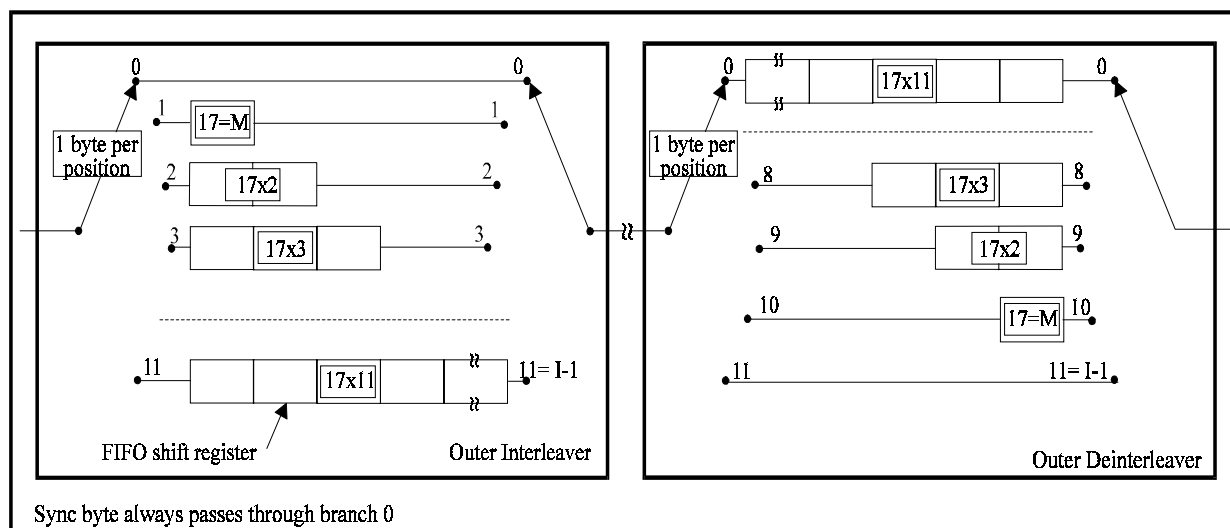 0
0
1
17=M
1
1 byte per
position
2
17x2
2
3
17x3
3
11
17x11
11= I-1
FIFO shift register
Outer Interleaver
0
17x11
0
1 byte per
position
8
17x3
8
9
17x2
9
10
17=M
10
11
11= I-1
Outer Deinterleaver
Sync byte always passes through branch 0